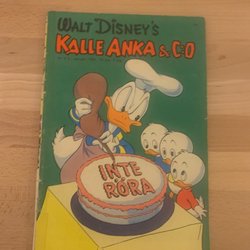 WALT DISNEY'S
KALLE ANKA & C:O
INTE
RÖRA